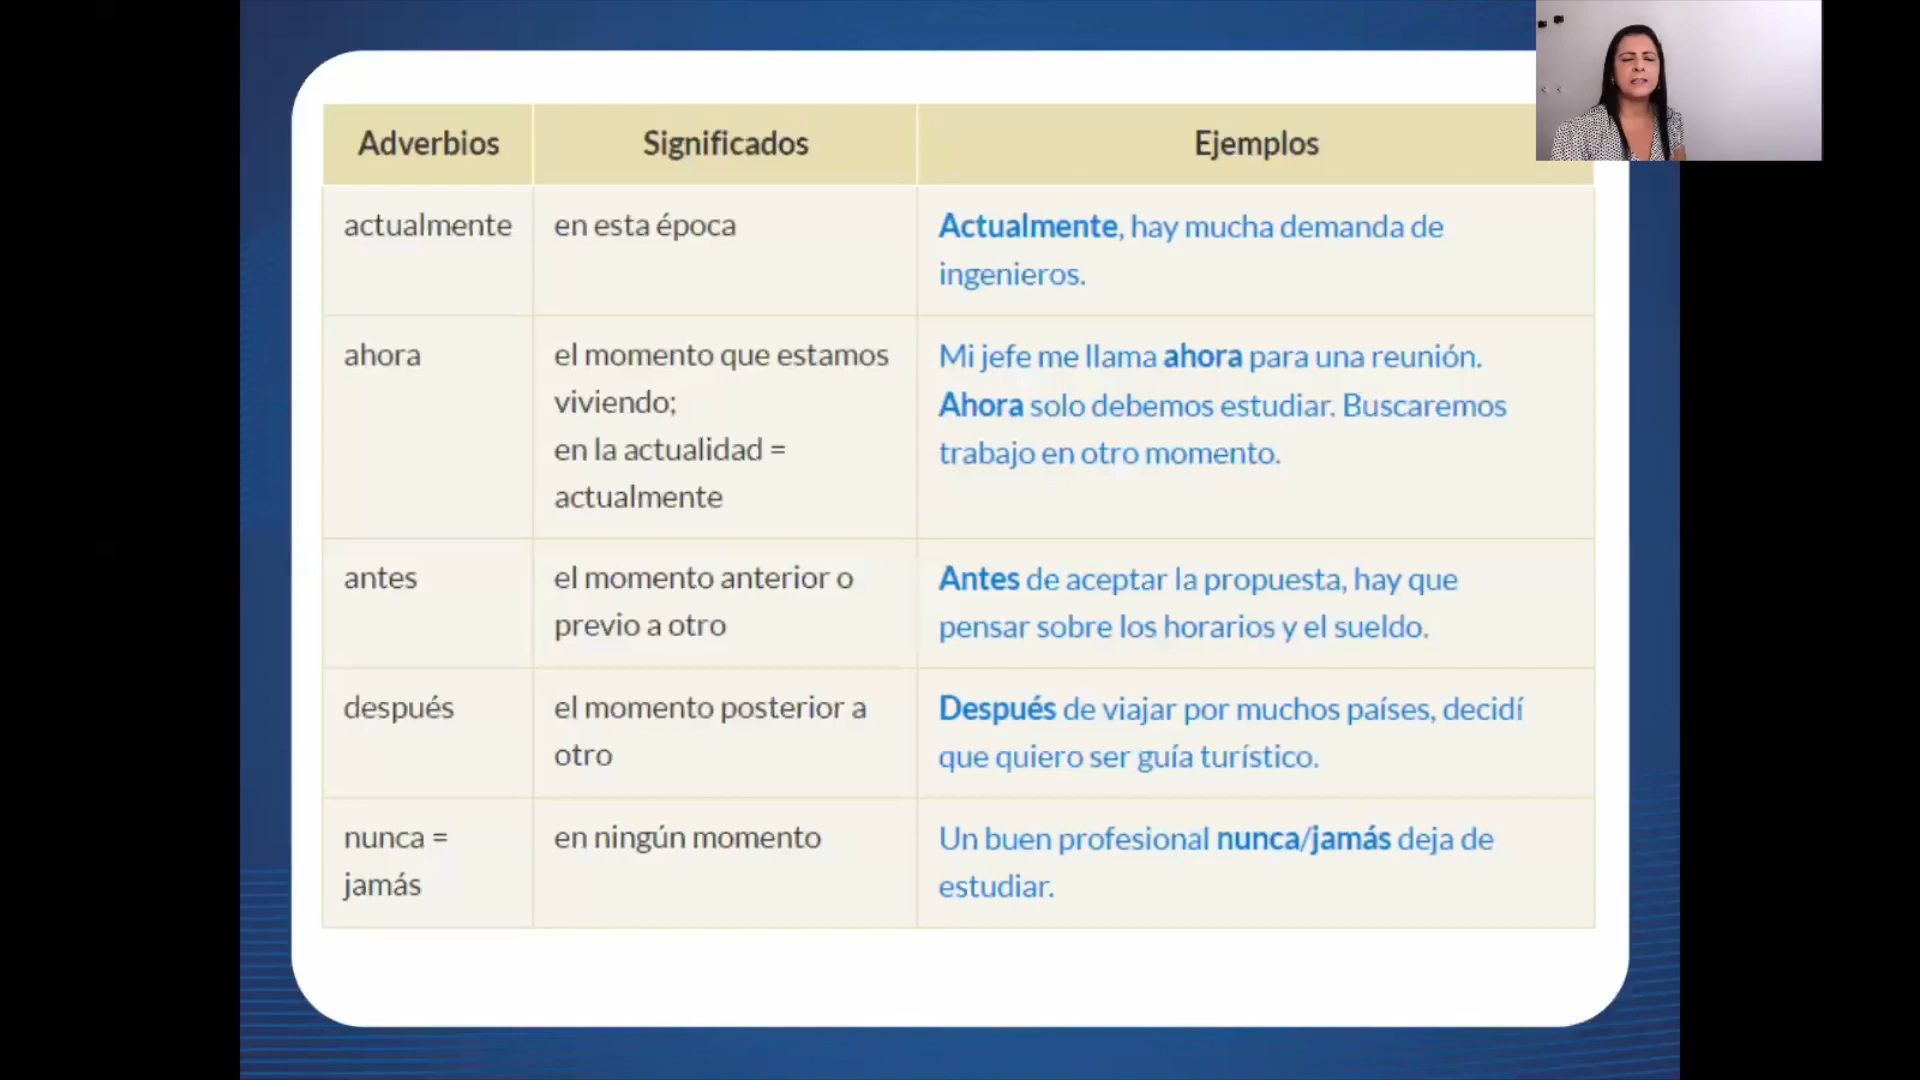 Adverbios Significados Ejemplos
actualmente en esta época Actualmente, hay mucha demanda de
ingenieros.
ahora el momento que estamos Mi jefe me llama ahora para una reunión.
viviendo; Ahora solo debemos estudiar. Buscaremos
en la actualidad = trabajo en otro momento.
actualmente
antes el momento anterior o Antes de aceptar la propuesta, hay que
previo a otro pensar sobre los horarios y el sueldo.
después el momento posterior a Después de viajar por muchos países, decidí
otro que quiero ser guía turístico.
nunca = en ningún momento Un buen profesional nunca/jamás deja de
jamás estudiar.